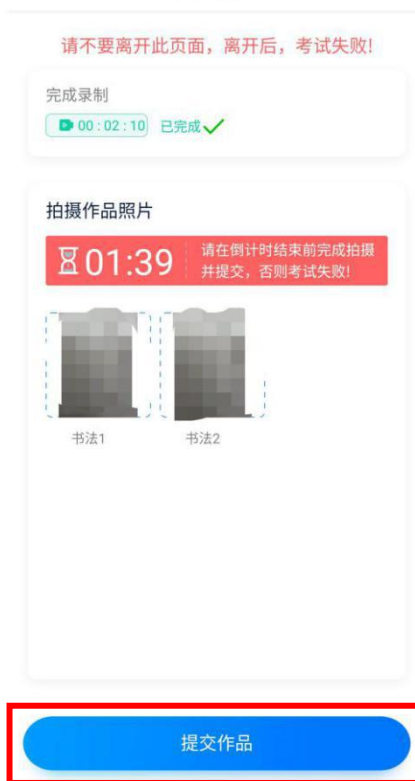 请不要离开此页面，离开后，考试失败!
完成录制
00:02:10 已完成
拍摄作品照片
01:39
请在倒计时结束前完成拍摄
并提交，否则考试失败!
书法1 书法2
提交作品